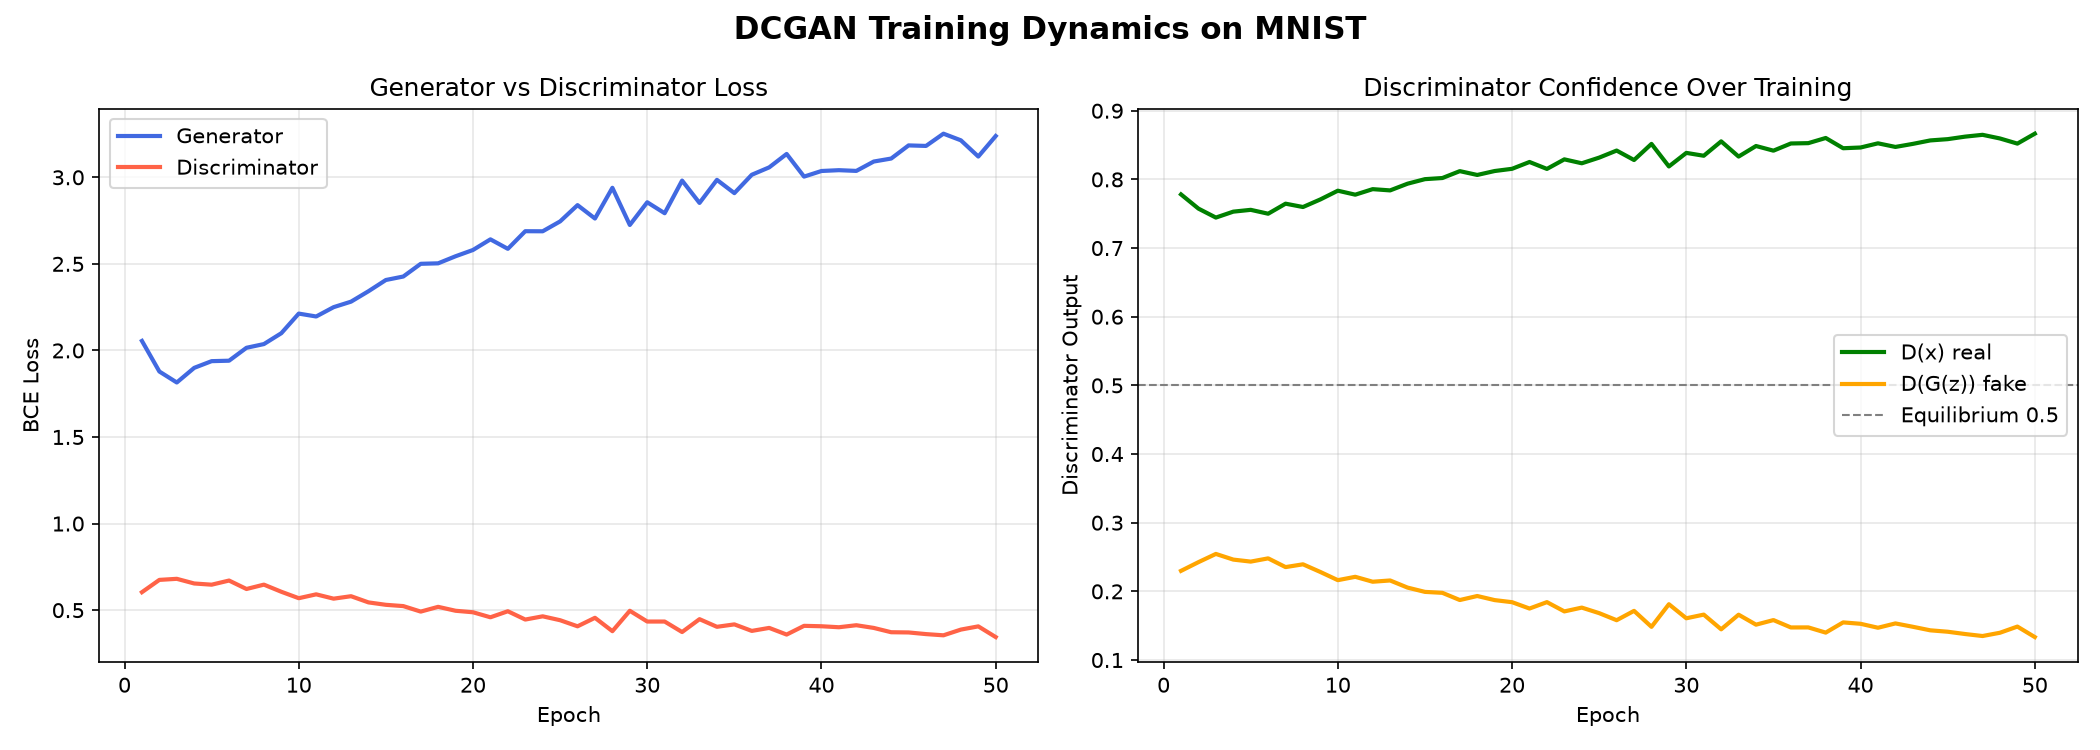 DCGAN Training Dynamics on MNIST
Generator vs Discriminator Loss
Generator
Discriminator
BCE Loss
3.0
2.5
2.0
1.5
1.0
0.5
0 10 20 30 40 50
Epoch
Discriminator Confidence Over Training
Discriminator Output
0.9
0.8
0.7
0.6
0.5
0.4
0.3
0.2
0.1
D(x) real
D(G(z)) fake
Equilibrium 0.5
0 10 20 30 40 50
Epoch